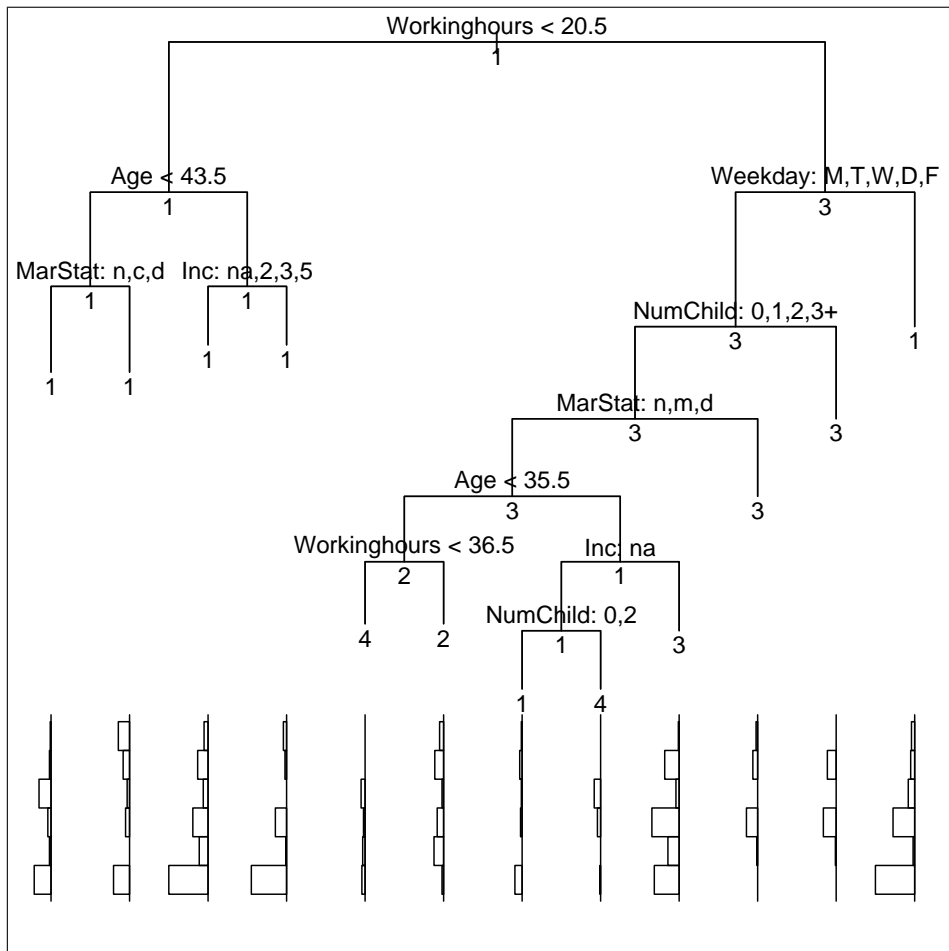 Workinghours < 20.5
1
Age < 43.5
Weekday: M,T,W,D,F
1
3
MarStat: n,c,d
Inc: na,2,3,5
1
1
NumChild: 0,1,2,3+
3
1
1
1
1
1
MarStat: n,m,d
3
3
Age < 35.5
3
3
Workinghours < 36.5
Inc: na
2
1
NumChild: 0,2
4
2
1
3
1
4